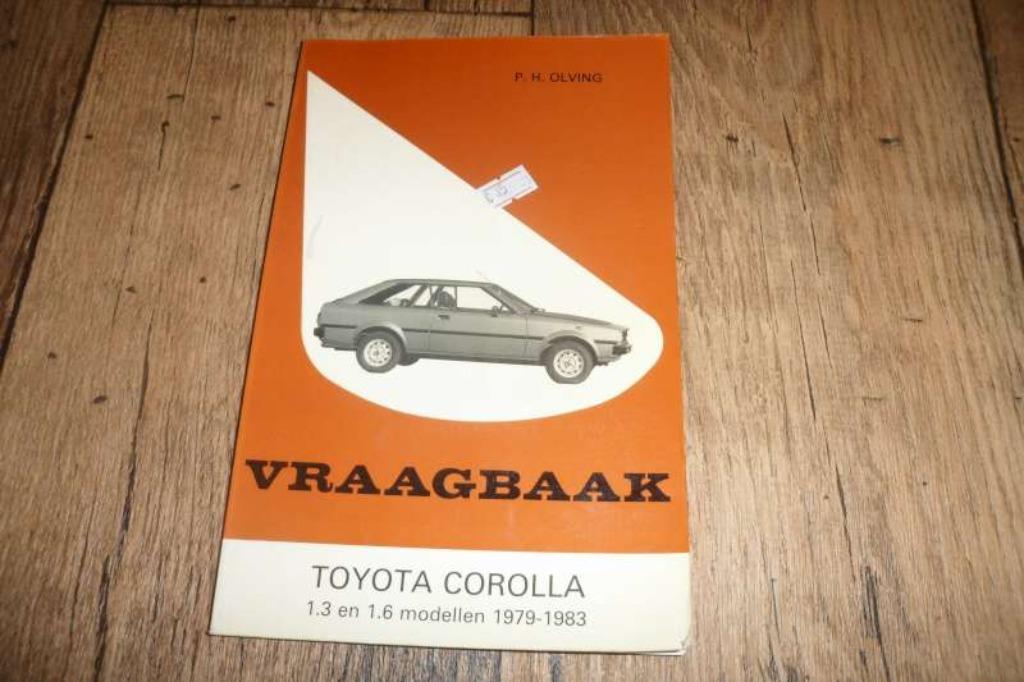 P. H. OLVING
VRAAGBAAK
TOYOTA COROLLA
1.3 en 1.6 modellen 1979-1983